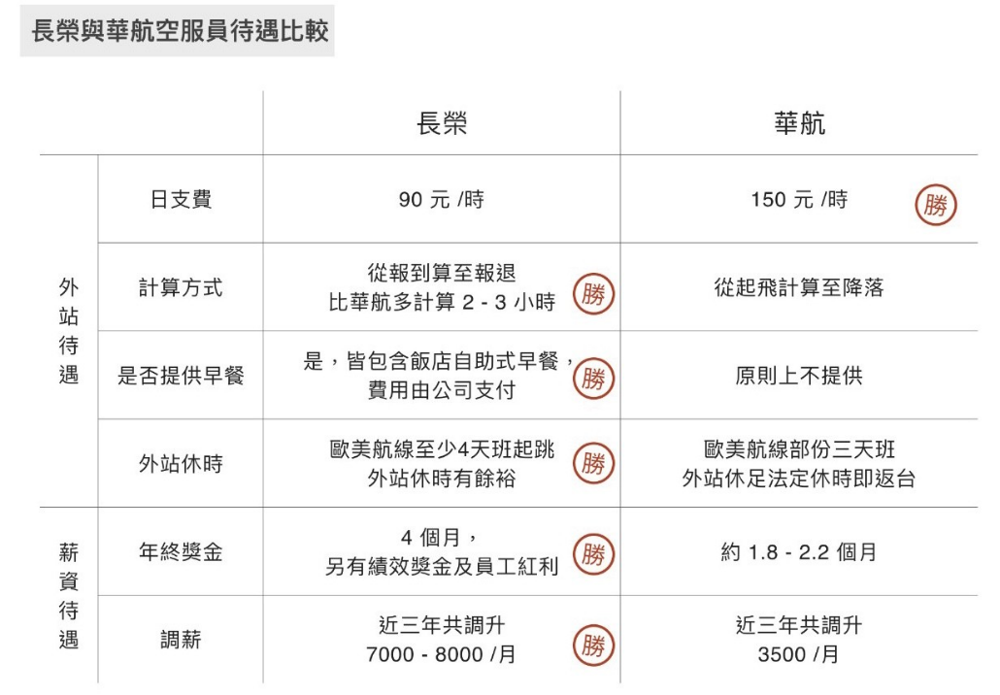 長榮與華航空服員待遇比較
長榮
華航
外站待遇
日支費
90 元 /時
150 元 /時
勝
計算方式
從報到算至報退
比華航多計算 2 - 3 小時
勝
從起飛計算至降落
是否提供早餐
是，皆包含飯店自助式早餐，
費用由公司支付
勝
原則上不提供
外站休時
歐美航線至少4天班起跳
外站休時有餘裕
勝
歐美航線部份三天班
外站休足法定休時即返台
薪資待遇
年終獎金
4 個月，
另有績效獎金及員工紅利
勝
約 1.8 - 2.2 個月
調薪
近三年共調升
7000 - 8000 /月
勝
近三年共調升
3500 /月